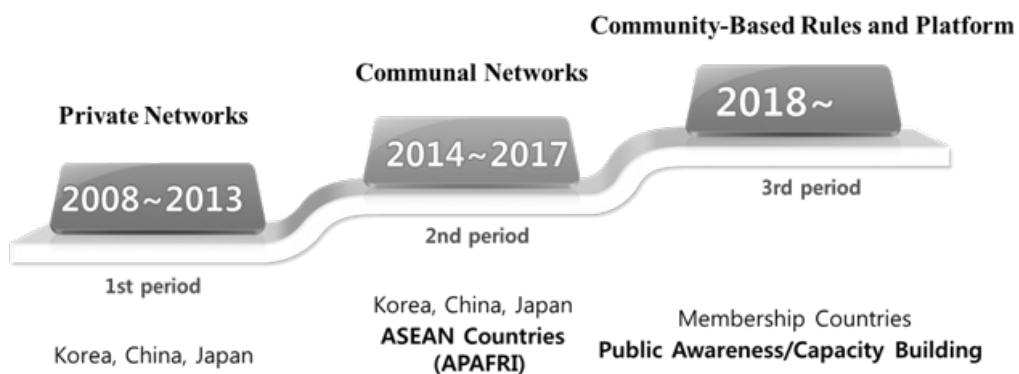 Private Networks
2008~2013
1st period
Korea, China, Japan
Communal Networks
2014~2017
2nd period
Korea, China, Japan
ASEAN Countries
(APAFRI)
Community-Based Rules and Platform
2018~
3rd period
Membership Countries
Public Awareness/Capacity Building